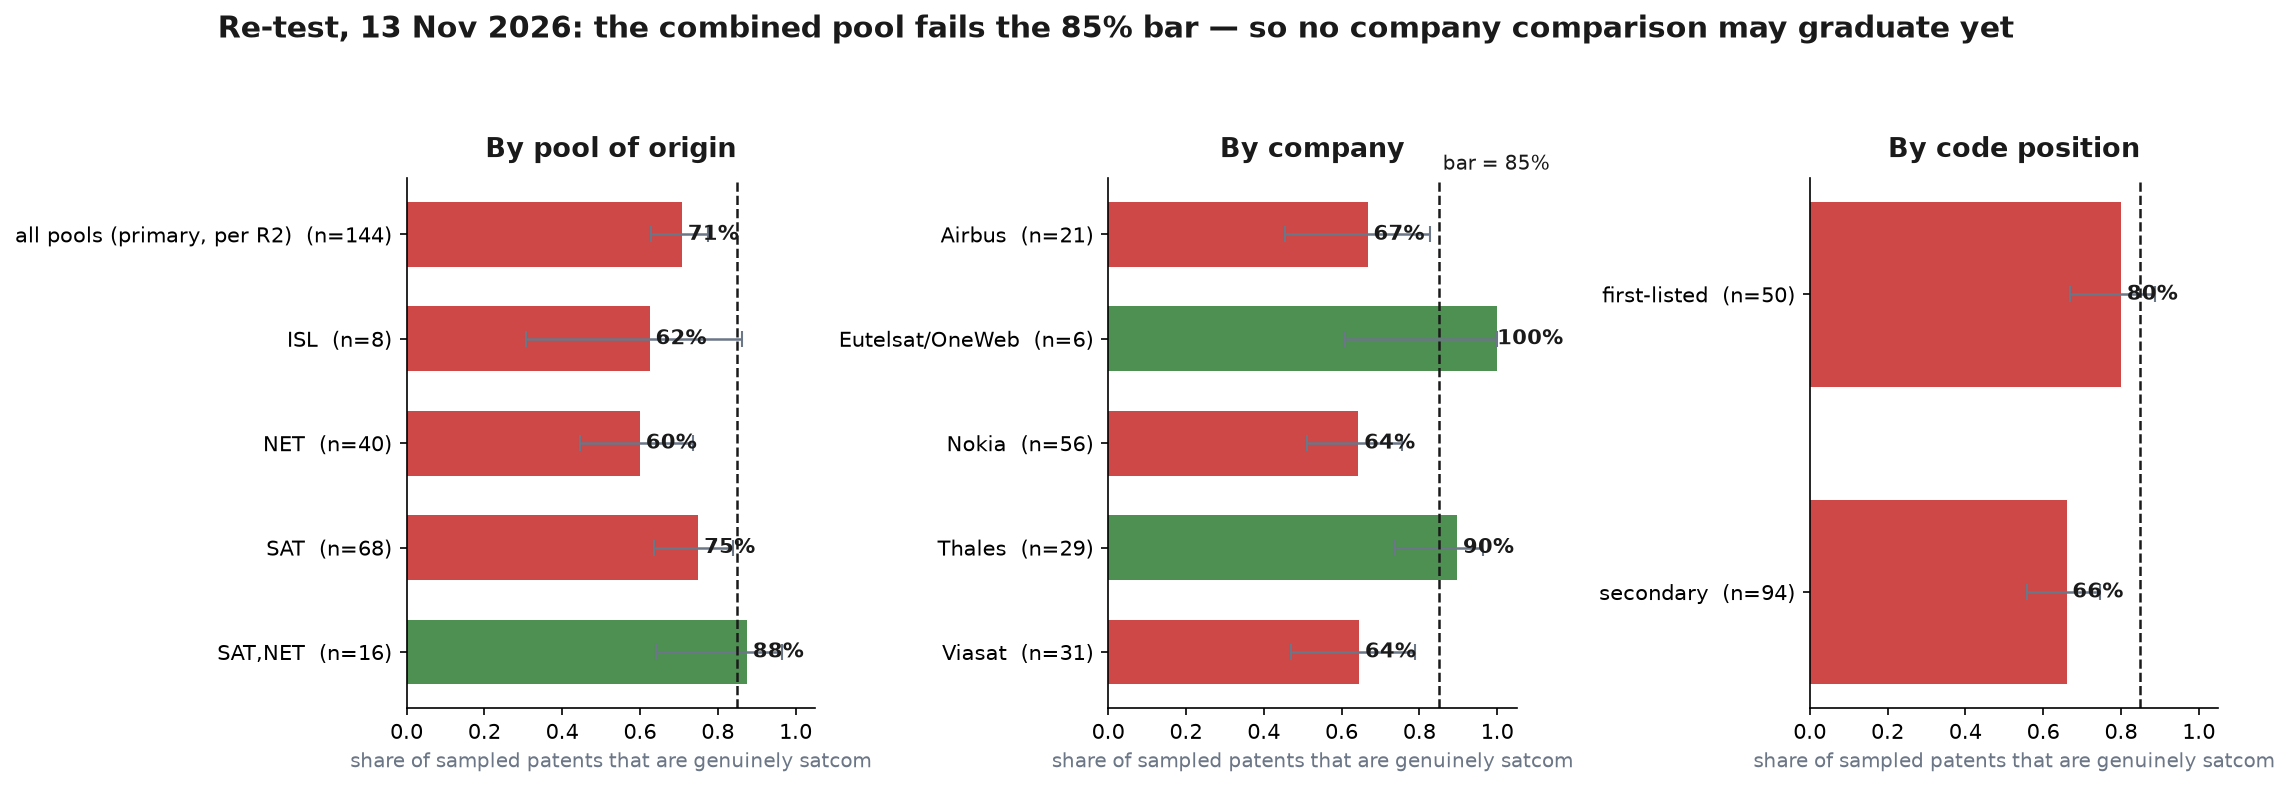 Re-test, 13 Nov 2026: the combined pool fails the 85% bar — so no company comparison may graduate yet
By pool of origin
all pools (primary, per R2)  (n=144)
71%
ISL  (n=8)
62%
NET  (n=40)
60%
SAT  (n=68)
75%
SAT,NET  (n=16)
88%
0.0 0.2 0.4 0.6 0.8 1.0
share of sampled patents that are genuinely satcom
By company
bar = 85%
Airbus  (n=21)
67%
Eutelsat/OneWeb  (n=6)
100%
Nokia  (n=56)
64%
Thales  (n=29)
90%
Viasat  (n=31)
64%
0.0 0.2 0.4 0.6 0.8 1.0
share of sampled patents that are genuinely satcom
By code position
first-listed  (n=50)
80%
secondary  (n=94)
66%
0.0 0.2 0.4 0.6 0.8 1.0
share of sampled patents that are genuinely satcom